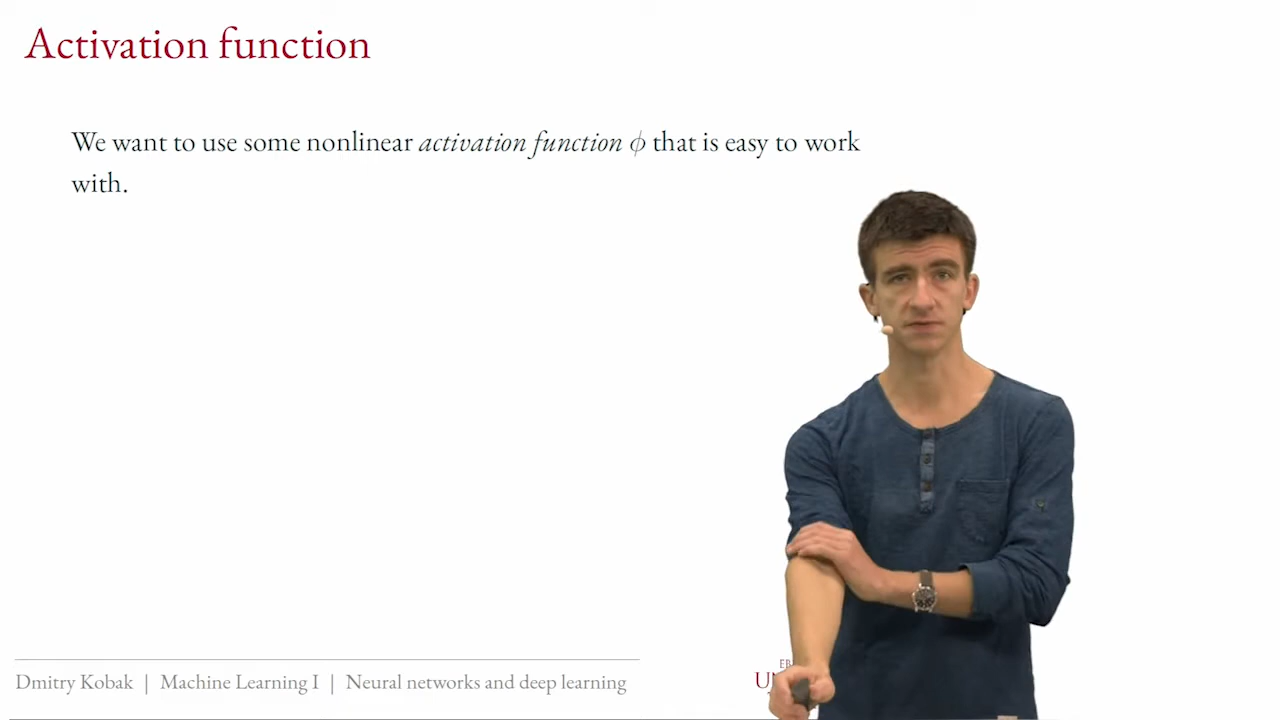 Activation function
We want to use some nonlinear activation function ϕ that is easy to work
with.
Dmitry Kobak | Machine Learning I | Neural networks and deep learning